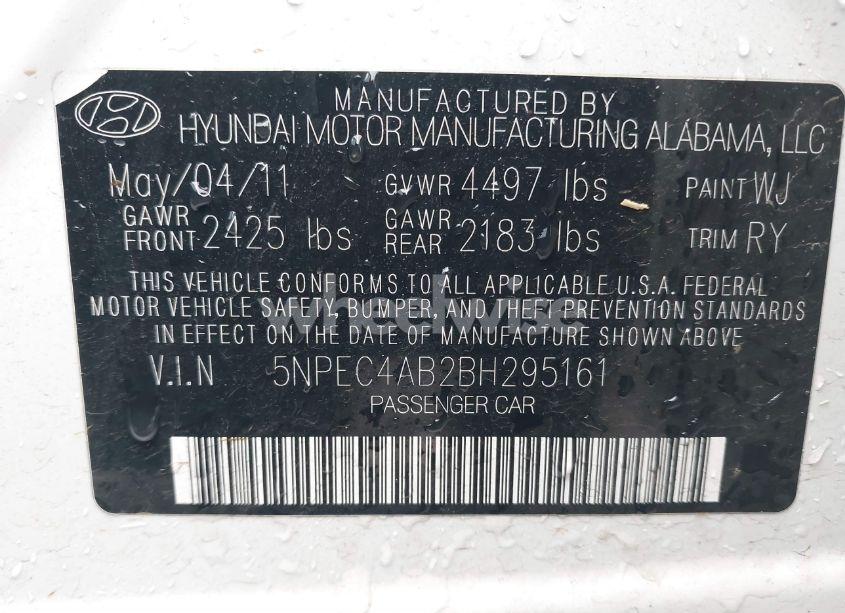 MANUFACTURED BY
HYUNDAI MOTOR MANUFACTURING ALABAMA, LLC
May/04/11 GVWR 4497 lbs PAINT WJ
GAWR FRONT 2425 lbs GAWR REAR 2183 lbs TRIM RY
THIS VEHICLE CONFORMS TO ALL APPLICABLE U.S.A. FEDERAL
MOTOR VEHICLE SAFETY, BUMPER, AND THEFT PREVENTION STANDARDS
IN EFFECT ON THE DATE OF MANUFACTURE SHOWN ABOVE
V.I.N 5NPEC4AB2BH295161
PASSENGER CAR
wheelwise